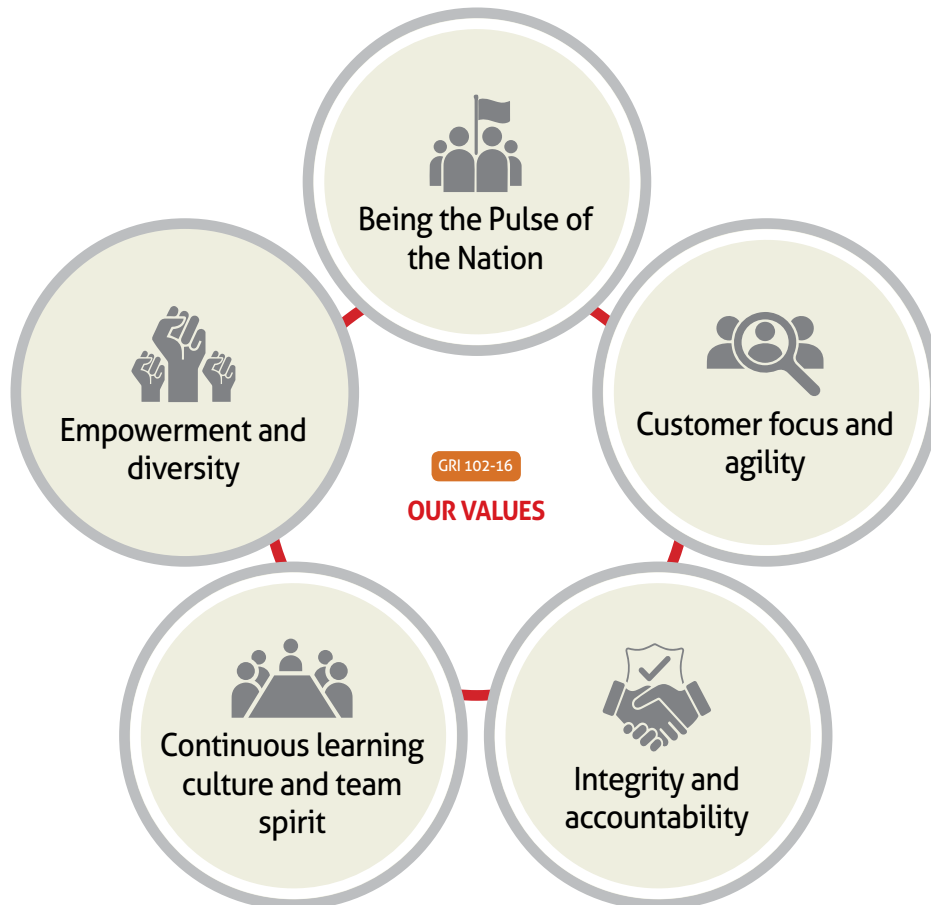 Being the Pulse of
the Nation
Customer focus and
agility
Integrity and
accountability
Continuous learning
culture and team
spirit
Empowerment and
diversity
GRI 102-16
OUR VALUES